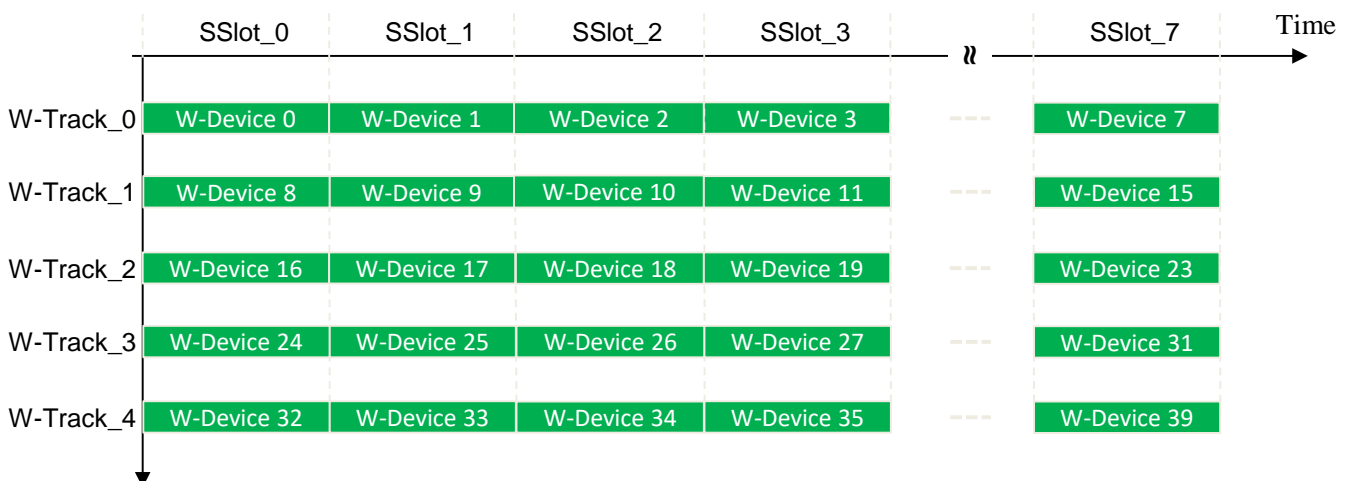 SSlot_0 SSlot_1 SSlot_2 SSlot_3 SSlot_7 Time
W-Track_0 W-Device 0 W-Device 1 W-Device 2 W-Device 3 W-Device 7
W-Track_1 W-Device 8 W-Device 9 W-Device 10 W-Device 11 W-Device 15
W-Track_2 W-Device 16 W-Device 17 W-Device 18 W-Device 19 W-Device 23
W-Track_3 W-Device 24 W-Device 25 W-Device 26 W-Device 27 W-Device 31
W-Track_4 W-Device 32 W-Device 33 W-Device 34 W-Device 35 W-Device 39